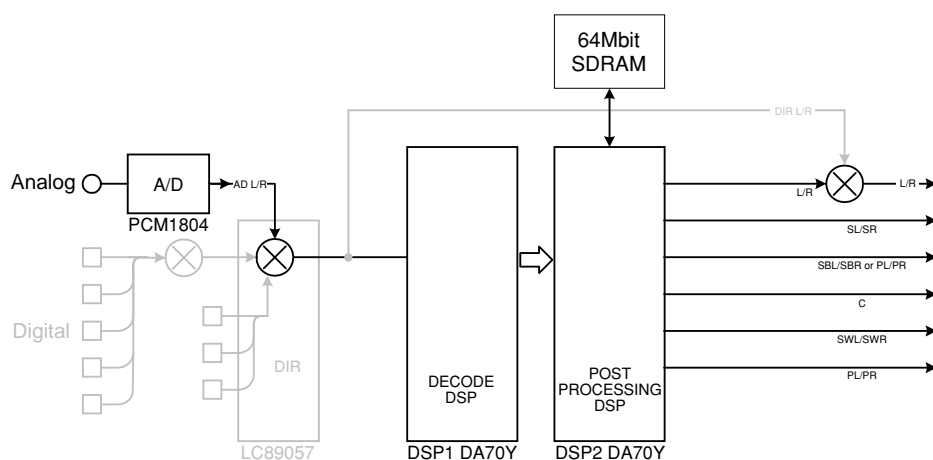 64Mbit
SDRAM
DIR L/R
Analog
A/D
AD L/R
PCM1804
L/R
L/R
SL/SR
SBL/SBR or PL/PR
C
Digital
SWL/SWR
DIR
DECODE
DSP
POST
PROCESSING
DSP
PL/PR
LC89057
DSP1 DA70Y
DSP2 DA70Y